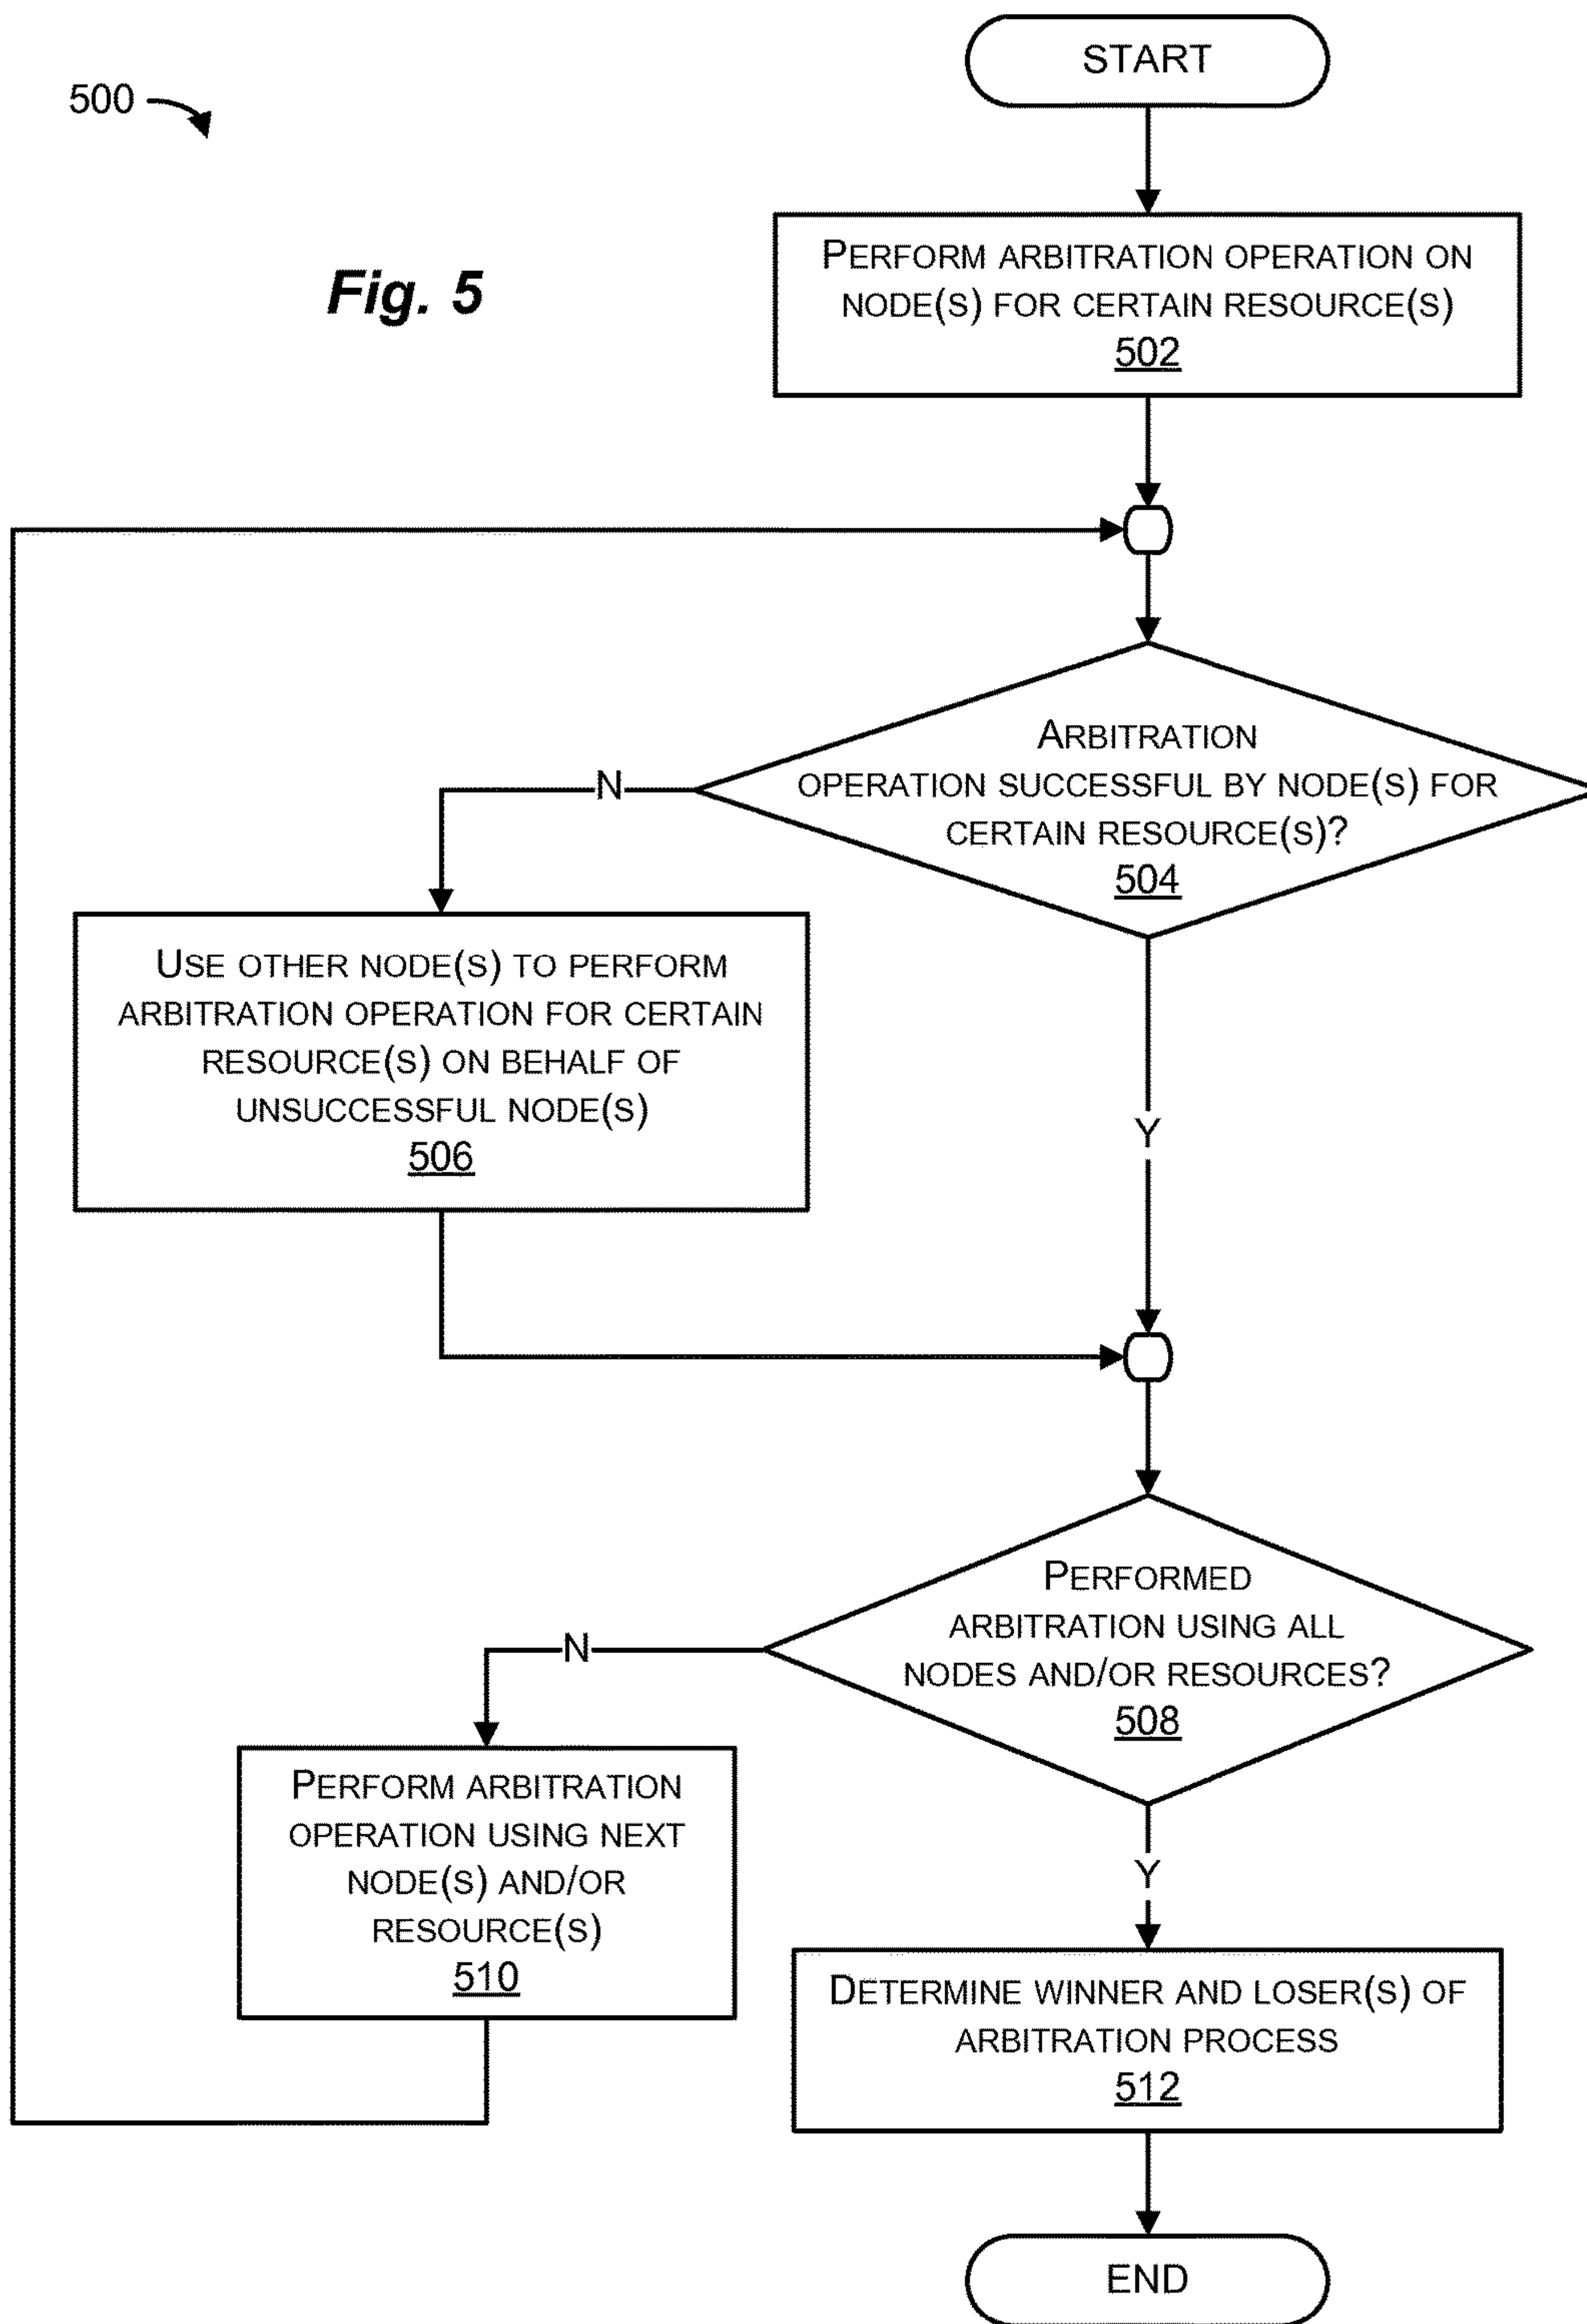 START
500
Fig. 5
PERFORM ARBITRATION OPERATION ON
NODE(S) FOR CERTAIN RESOURCE(S)
502
ARBITRATION
OPERATION SUCCESSFUL BY NODE(S) FOR
CERTAIN RESOURCE(S)?
504
N
USE OTHER NODE(S) TO PERFORM
ARBITRATION OPERATION FOR CERTAIN
RESOURCE(S) ON BEHALF OF
UNSUCCESSFUL NODE(S)
506
Y
PERFORMED
ARBITRATION USING ALL
NODES AND/OR RESOURCES?
508
N
PERFORM ARBITRATION
OPERATION USING NEXT
NODE(S) AND/OR
RESOURCE(S)
510
Y
DETERMINE WINNER AND LOSER(S) OF
ARBITRATION PROCESS
512
END